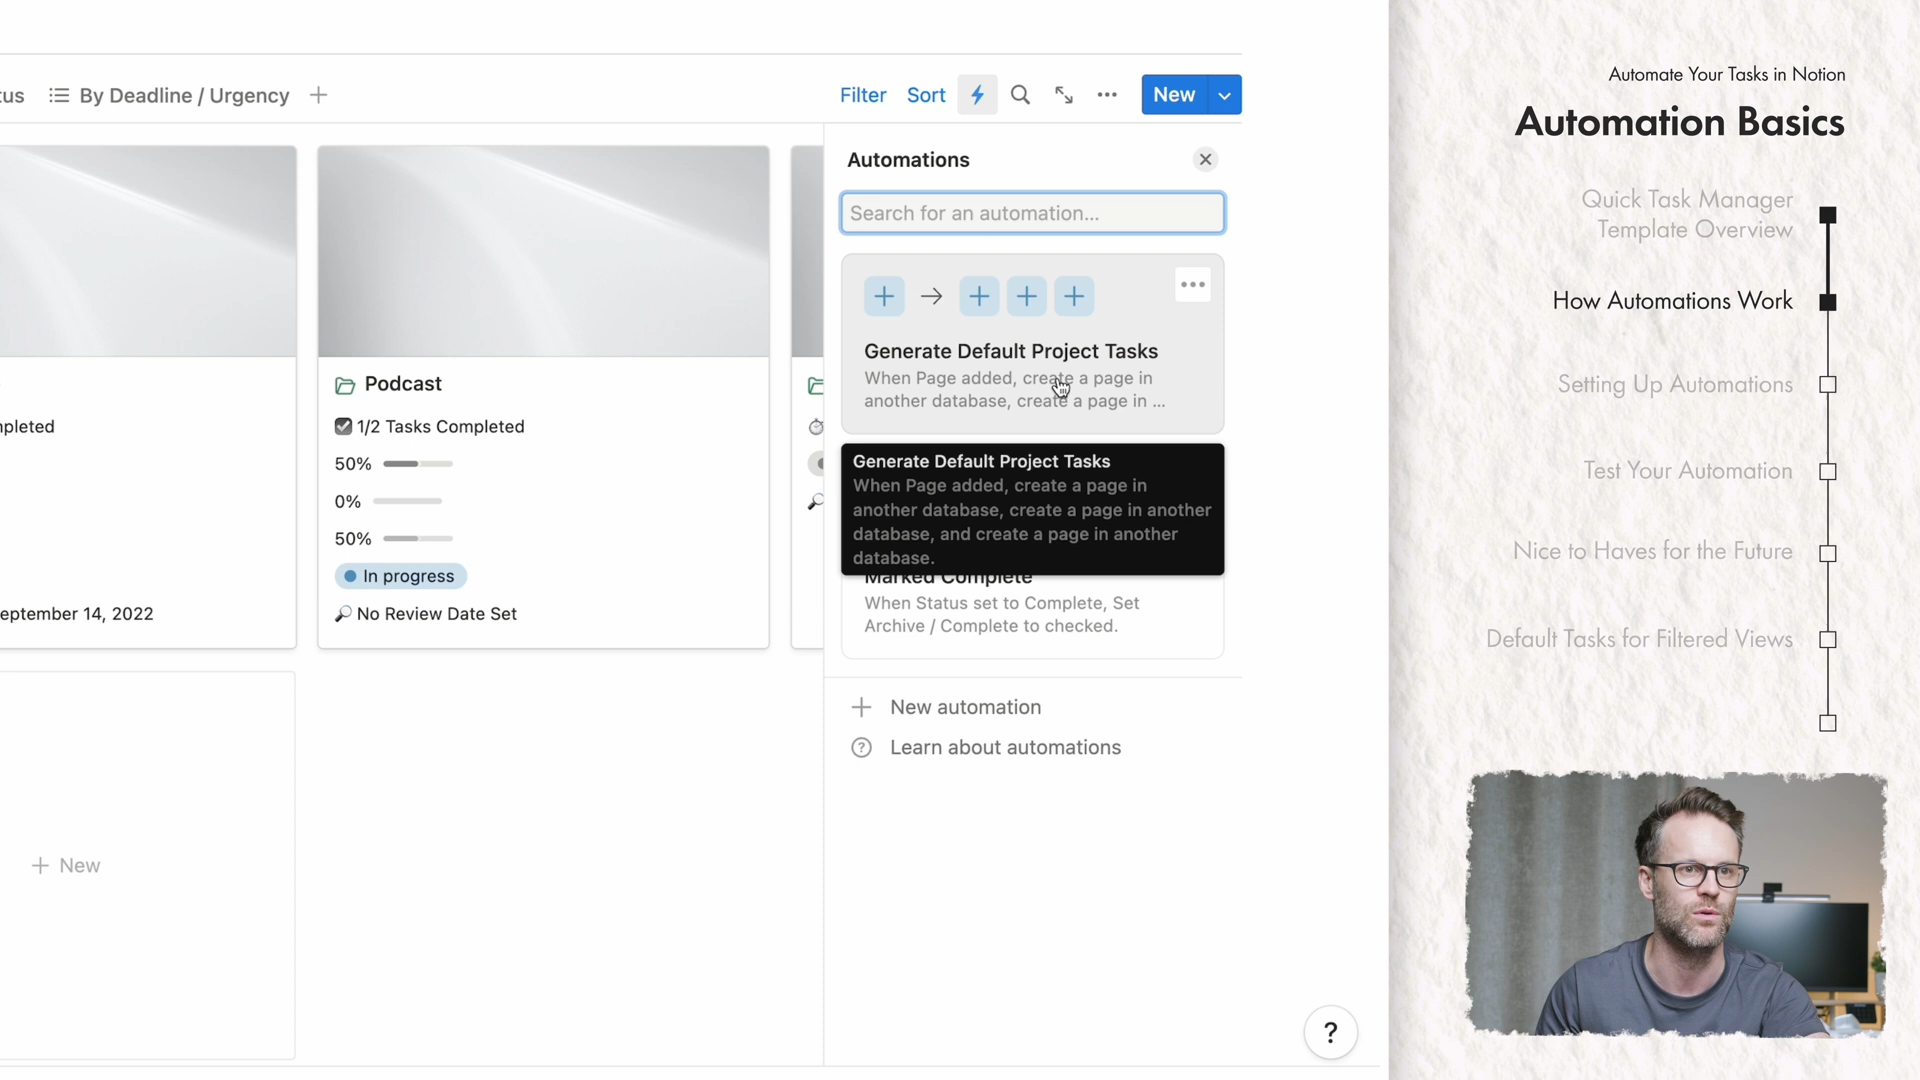 tus
By Deadline / Urgency
Filter
Sort
New
Podcast
1/2 Tasks Completed
50%
0%
50%
In progress
No Review Date Set
mpleted
eptember 14, 2022
New
Automations
Search for an automation...
Generate Default Project Tasks
When Page added, create a page in
another database, create a page in ...
Generate Default Project Tasks
When Page added, create a page in
another database, create a page in another
database, and create a page in another
database.
Marked Complete
When Status set to Complete, Set
Archive / Complete to checked.
New automation
Learn about automations
?
Automate Your Tasks in Notion
Automation Basics
Quick Task Manager
Template Overview
How Automations Work
Setting Up Automations
Test Your Automation
Nice to Haves for the Future
Default Tasks for Filtered Views